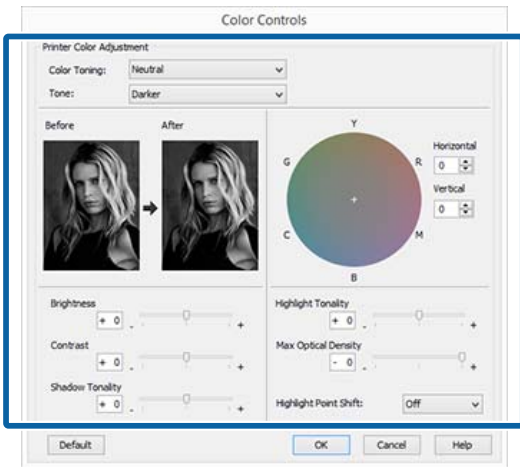 Color Controls
Printer Color Adjustment
Color Toning: Neutral
Tone: Darker
Before After
Y
G R
C M
B
Horizontal
0
Vertical
0
Brightness
+ 0 - +
Contrast
+ 0 - +
Shadow Tonality
+ 0 - +
Highlight Tonality
+ 0 - +
Max Optical Density
- 0 - +
Highlight Point Shift: Off
Default OK Cancel Help